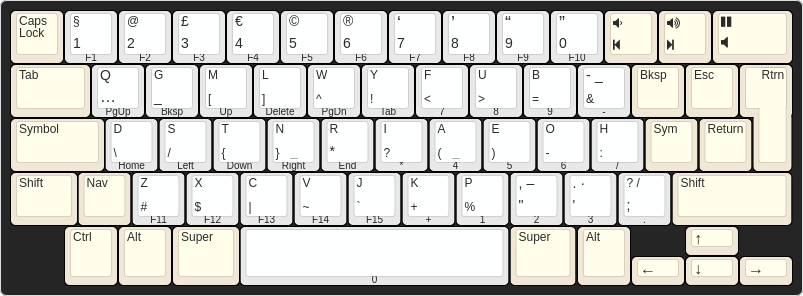 Caps Lock § 1 F1 @ 2 F2 £ 3 F3 € 4 F4 © 5 F5 ® 6 F6 ‘ 7 F7 ’ 8 F8 “ 9 F9 ” 0 F10
Tab Q … PgUp G _ Bksp M [ Up L ] Delete W ^ PgDn Y ! Tab F < 7 U > 8 B = 9 - _ & - Bksp Esc Rtrn
Symbol D \ Home S / Left T { Down N } _ Right R * End I ? * A ( _ 4 E ) 5 O - 6 H : / Sym Return
Shift Nav Z # F11 X $ F12 C | F13 V ~ F14 J ` F15 K + + P % 1 , – " 2 . · ' 3 ? / ; . Shift
Ctrl Alt Super 0 Super Alt ← ↑ ↓ →